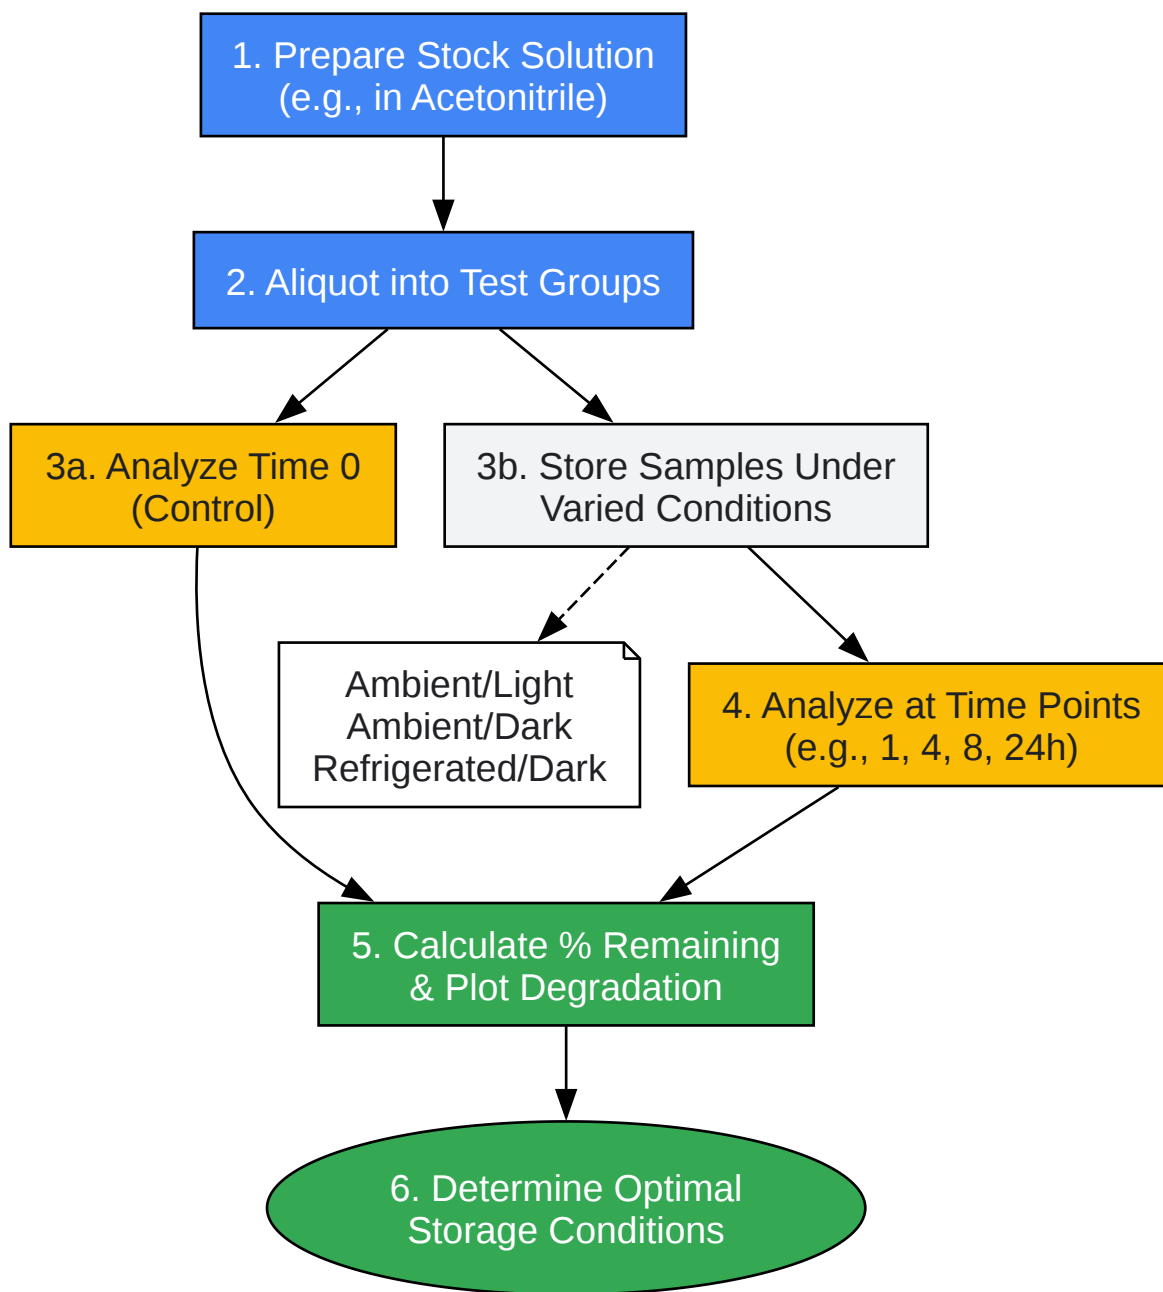 1. Prepare Stock Solution
(e.g., in Acetonitrile)
2. Aliquot into Test Groups
3a. Analyze Time 0
(Control)
3b. Store Samples Under
Varied Conditions
Ambient/Light
Ambient/Dark
Refrigerated/Dark
4. Analyze at Time Points
(e.g., 1, 4, 8, 24h)
5. Calculate % Remaining
& Plot Degradation
6. Determine Optimal
Storage Conditions